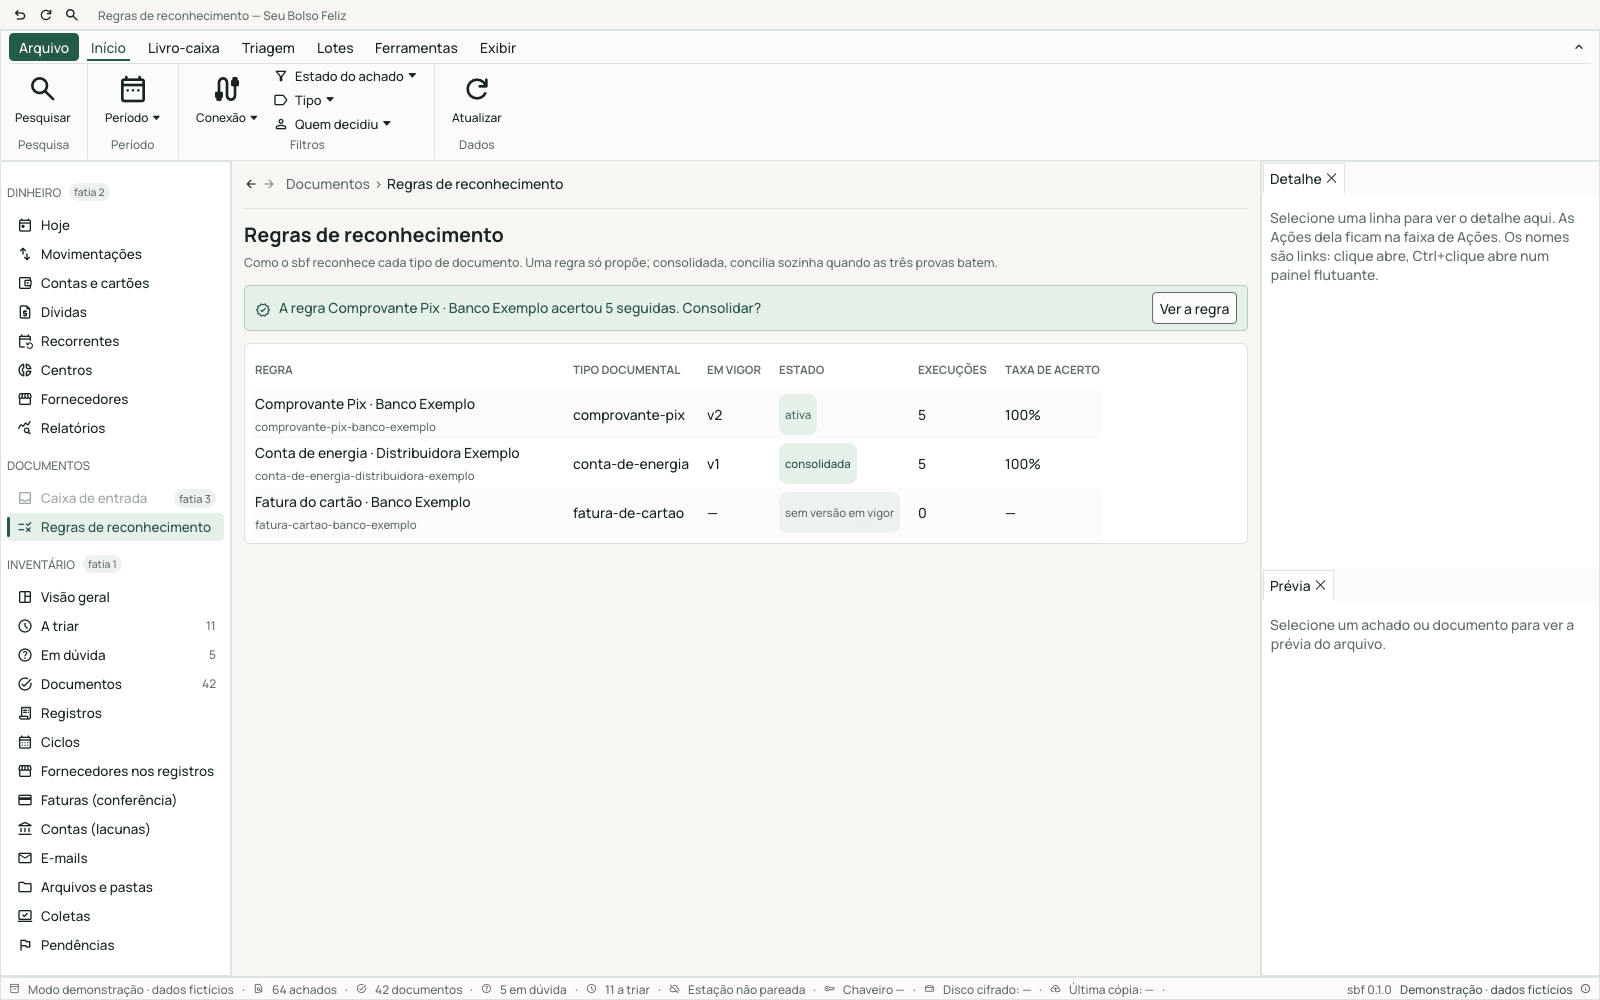 Regras de reconhecimento — Seu Bolso Feliz
Arquivo Início Livro-caixa Triagem Lotes Ferramentas Exibir
Pesquisar
Pesquisa
Período
Período
Conexão
Estado do achado
Tipo
Quem decidiu
Filtros
Atualizar
Dados
DINHEIRO fatia 2
Hoje
Movimentações
Contas e cartões
Dívidas
Recorrentes
Centros
Fornecedores
Relatórios
DOCUMENTOS
Caixa de entrada fatia 3
Regras de reconhecimento
INVENTÁRIO fatia 1
Visão geral
A triar 11
Em dúvida 5
Documentos 42
Registros
Ciclos
Fornecedores nos registros
Faturas (conferência)
Contas (lacunas)
E-mails
Arquivos e pastas
Coletas
Pendências
Documentos › Regras de reconhecimento
Regras de reconhecimento
Como o sbf reconhece cada tipo de documento. Uma regra só propõe; consolidada, concilia sozinha quando as três provas batem.
A regra Comprovante Pix · Banco Exemplo acertou 5 seguidas. Consolidar? Ver a regra
REGRA TIPO DOCUMENTAL EM VIGOR ESTADO EXECUÇÕES TAXA DE ACERTO
Comprovante Pix · Banco Exemplo
comprovante-pix-banco-exemplo
comprovante-pix v2 ativa 5 100%
Conta de energia · Distribuidora Exemplo
conta-de-energia-distribuidora-exemplo
conta-de-energia v1 consolidada 5 100%
Fatura do cartão · Banco Exemplo
fatura-cartao-banco-exemplo
fatura-de-cartao — sem versão em vigor 0 —
Detalhe
Selecione uma linha para ver o detalhe aqui. As
Ações dela ficam na faixa de Ações. Os nomes
são links: clique abre, Ctrl+clique abre num
painel flutuante.
Prévia
Selecione um achado ou documento para ver a
prévia do arquivo.
Modo demonstração · dados fictícios · 64 achados · 42 documentos · 5 em dúvida · 11 a triar · Estação não pareada · Chaveiro — · Disco cifrado: — · Última cópia: — · sbf 0.1.0 Demonstração · dados fictícios